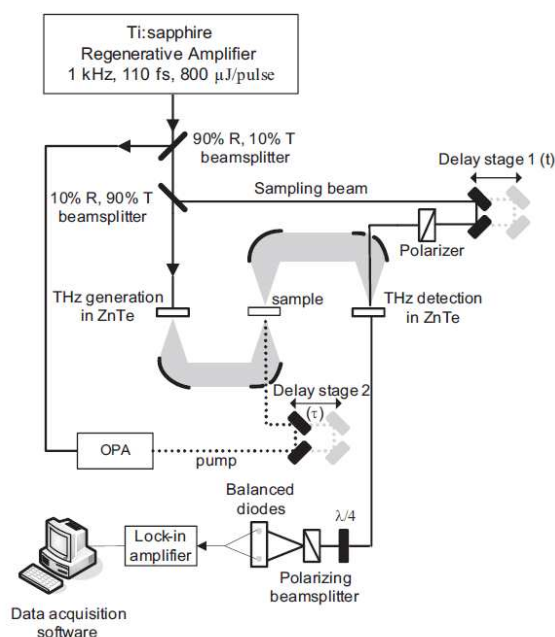 Ti:sapphire
Regenerative Amplifier
1 kHz, 110 fs, 800 μJ/pulse
90% R, 10% T
beamsplitter
10% R, 90% T
beamsplitter
Sampling beam
Delay stage 1 (t)
Polarizer
THz generation
in ZnTe
sample
THz detection
in ZnTe
Delay stage 2
(τ)
OPA
pump
Balanced
diodes
λ/4
Lock-in
amplifier
Polarizing
beamsplitter
Data acquisition
software